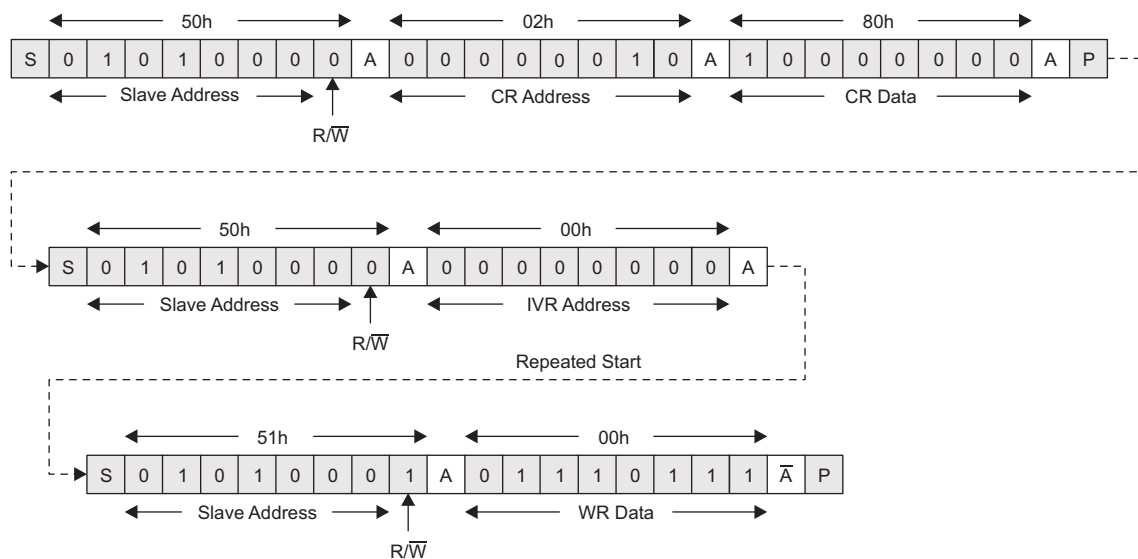 50h 02h 80h
S 0 1 0 1 0 0 0 0 A 0 0 0 0 0 0 1 0 A 1 0 0 0 0 0 0 0 A P
Slave Address CR Address CR Data
R/W̅
50h 00h
S 0 1 0 1 0 0 0 0 A 0 0 0 0 0 0 0 0 A
Slave Address IVR Address
R/W̅
Repeated Start
51h 00h
S 0 1 0 1 0 0 0 1 A 0 1 1 1 0 1 1 1 A̅ P
Slave Address WR Data
R/W̅